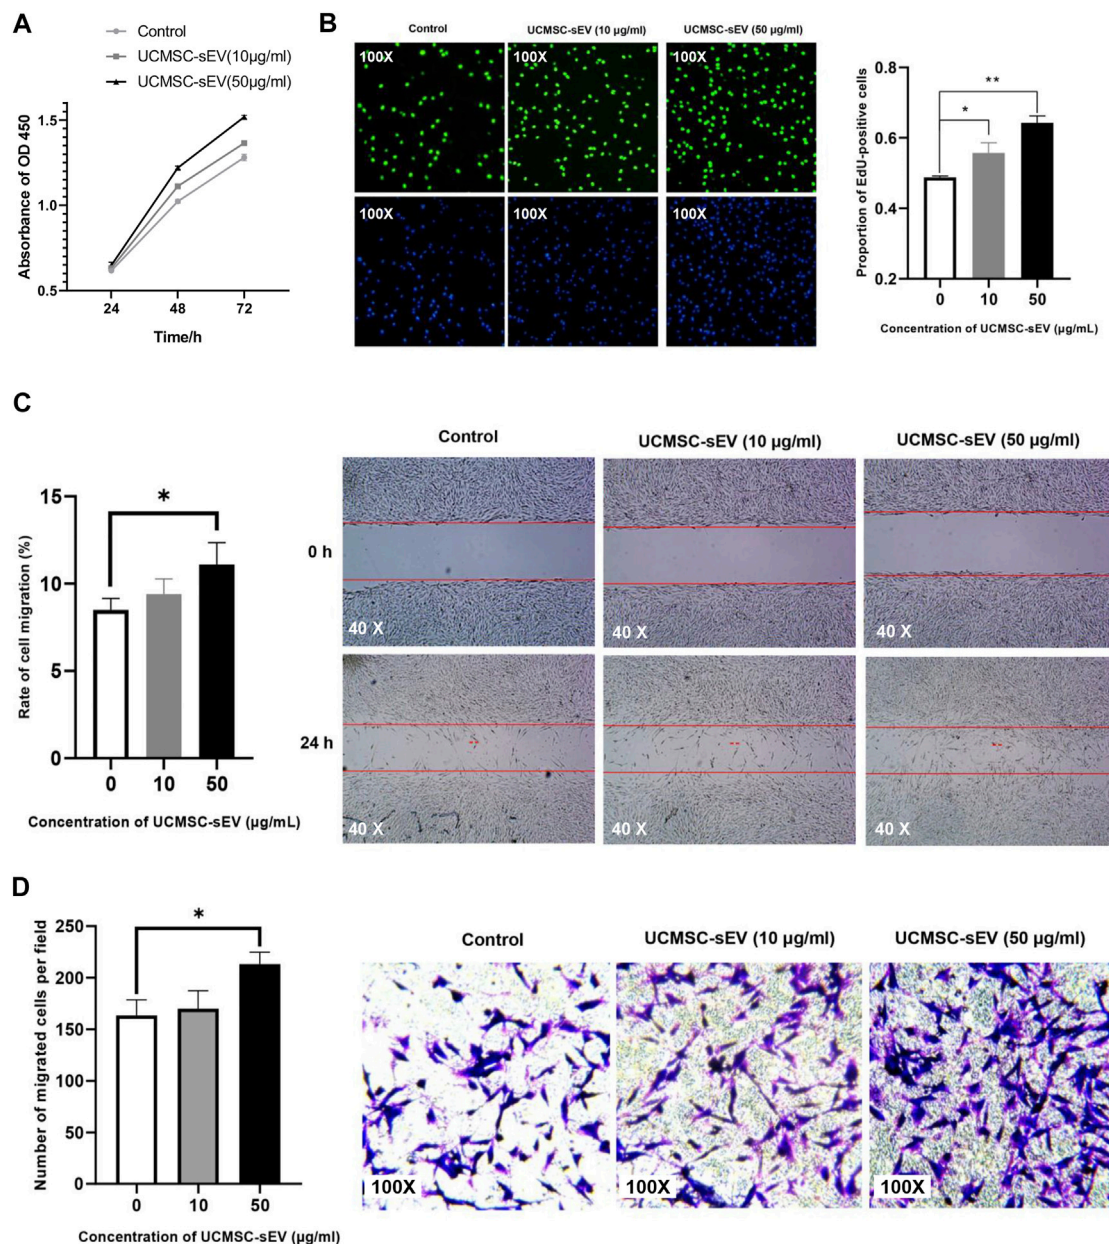 A
Control
UCMSC-sEV(10μg/ml)
UCMSC-sEV(50μg/ml)
Absorbance of OD 450
1.5
1.0
0.5
24 48 72
Time/h
B
Control UCMSC-sEV (10 μg/ml) UCMSC-sEV (50 μg/ml)
100X 100X 100X
100X 100X 100X
Proportion of EdU-positive cells
0.8
0.6
0.4
0.2
**
*
0 10 50
Concentration of UCMSC-sEV (μg/mL)
C
Rate of cell migration (%)
15
10
5
0
*
0 10 50
Concentration of UCMSC-sEV (μg/mL)
Control UCMSC-sEV (10 μg/ml) UCMSC-sEV (50 μg/ml)
0 h
40 X 40 X 40 X
24 h
40 X 40 X 40 X
D
Number of migrated cells per field
250
200
150
100
50
0
*
0 10 50
Concentration of UCMSC-sEV (μg/ml)
Control UCMSC-sEV (10 μg/ml) UCMSC-sEV (50 μg/ml)
100X 100X 100X